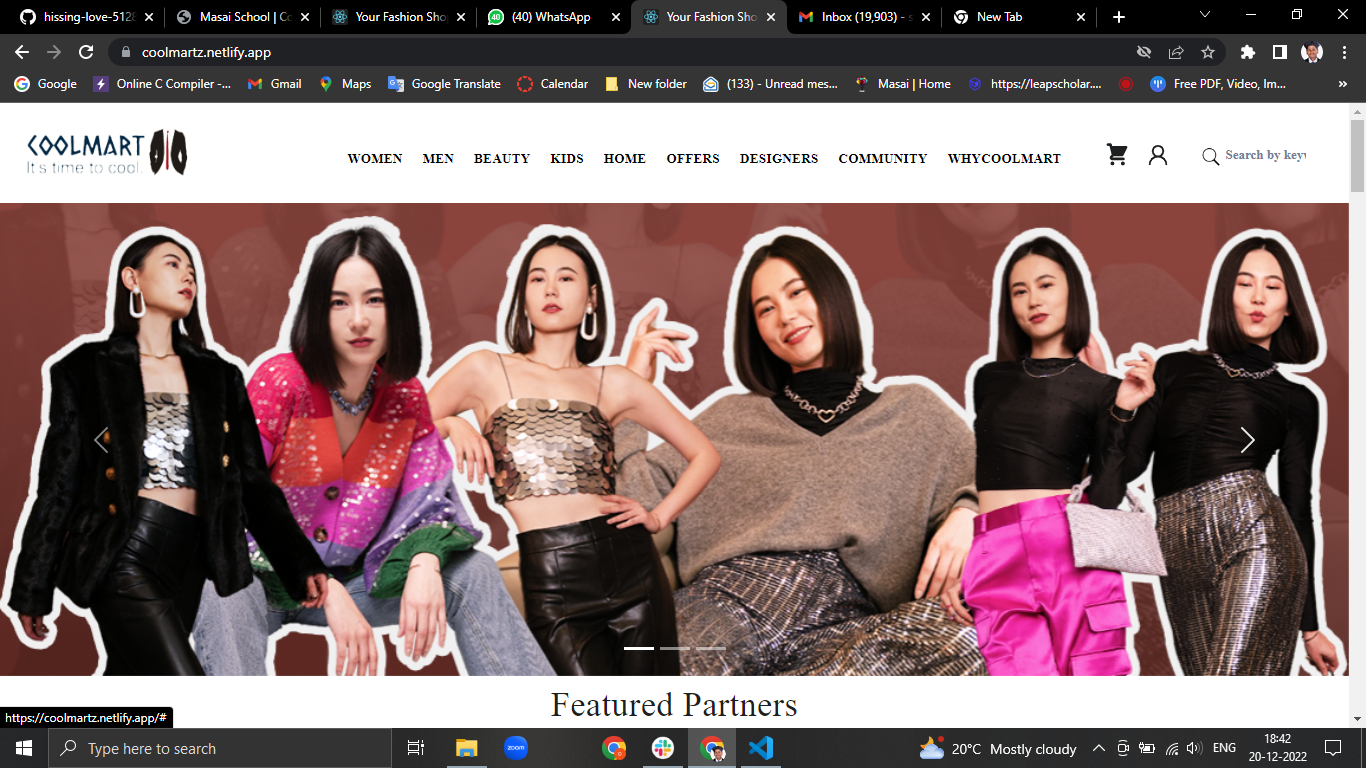 hissing-love-5128
Masai School | Co
Your Fashion Sho
(40) WhatsApp
Your Fashion Sho
Inbox (19,903) - s
New Tab
coolmartz.netlify.app
Google
Online C Compiler -...
Gmail
Maps
Google Translate
Calendar
New folder
(133) - Unread mes...
Masai | Home
https://leapscholar....
Free PDF, Video, Im...
»
COOLMART
It's time to cool.
WOMEN MEN BEAUTY KIDS HOME OFFERS DESIGNERS COMMUNITY WHYCOOLMART
Search by keyw
Featured Partners
https://coolmartz.netlify.app/#
Type here to search
zoom
20°C Mostly cloudy
ENG
18:42
20-12-2022